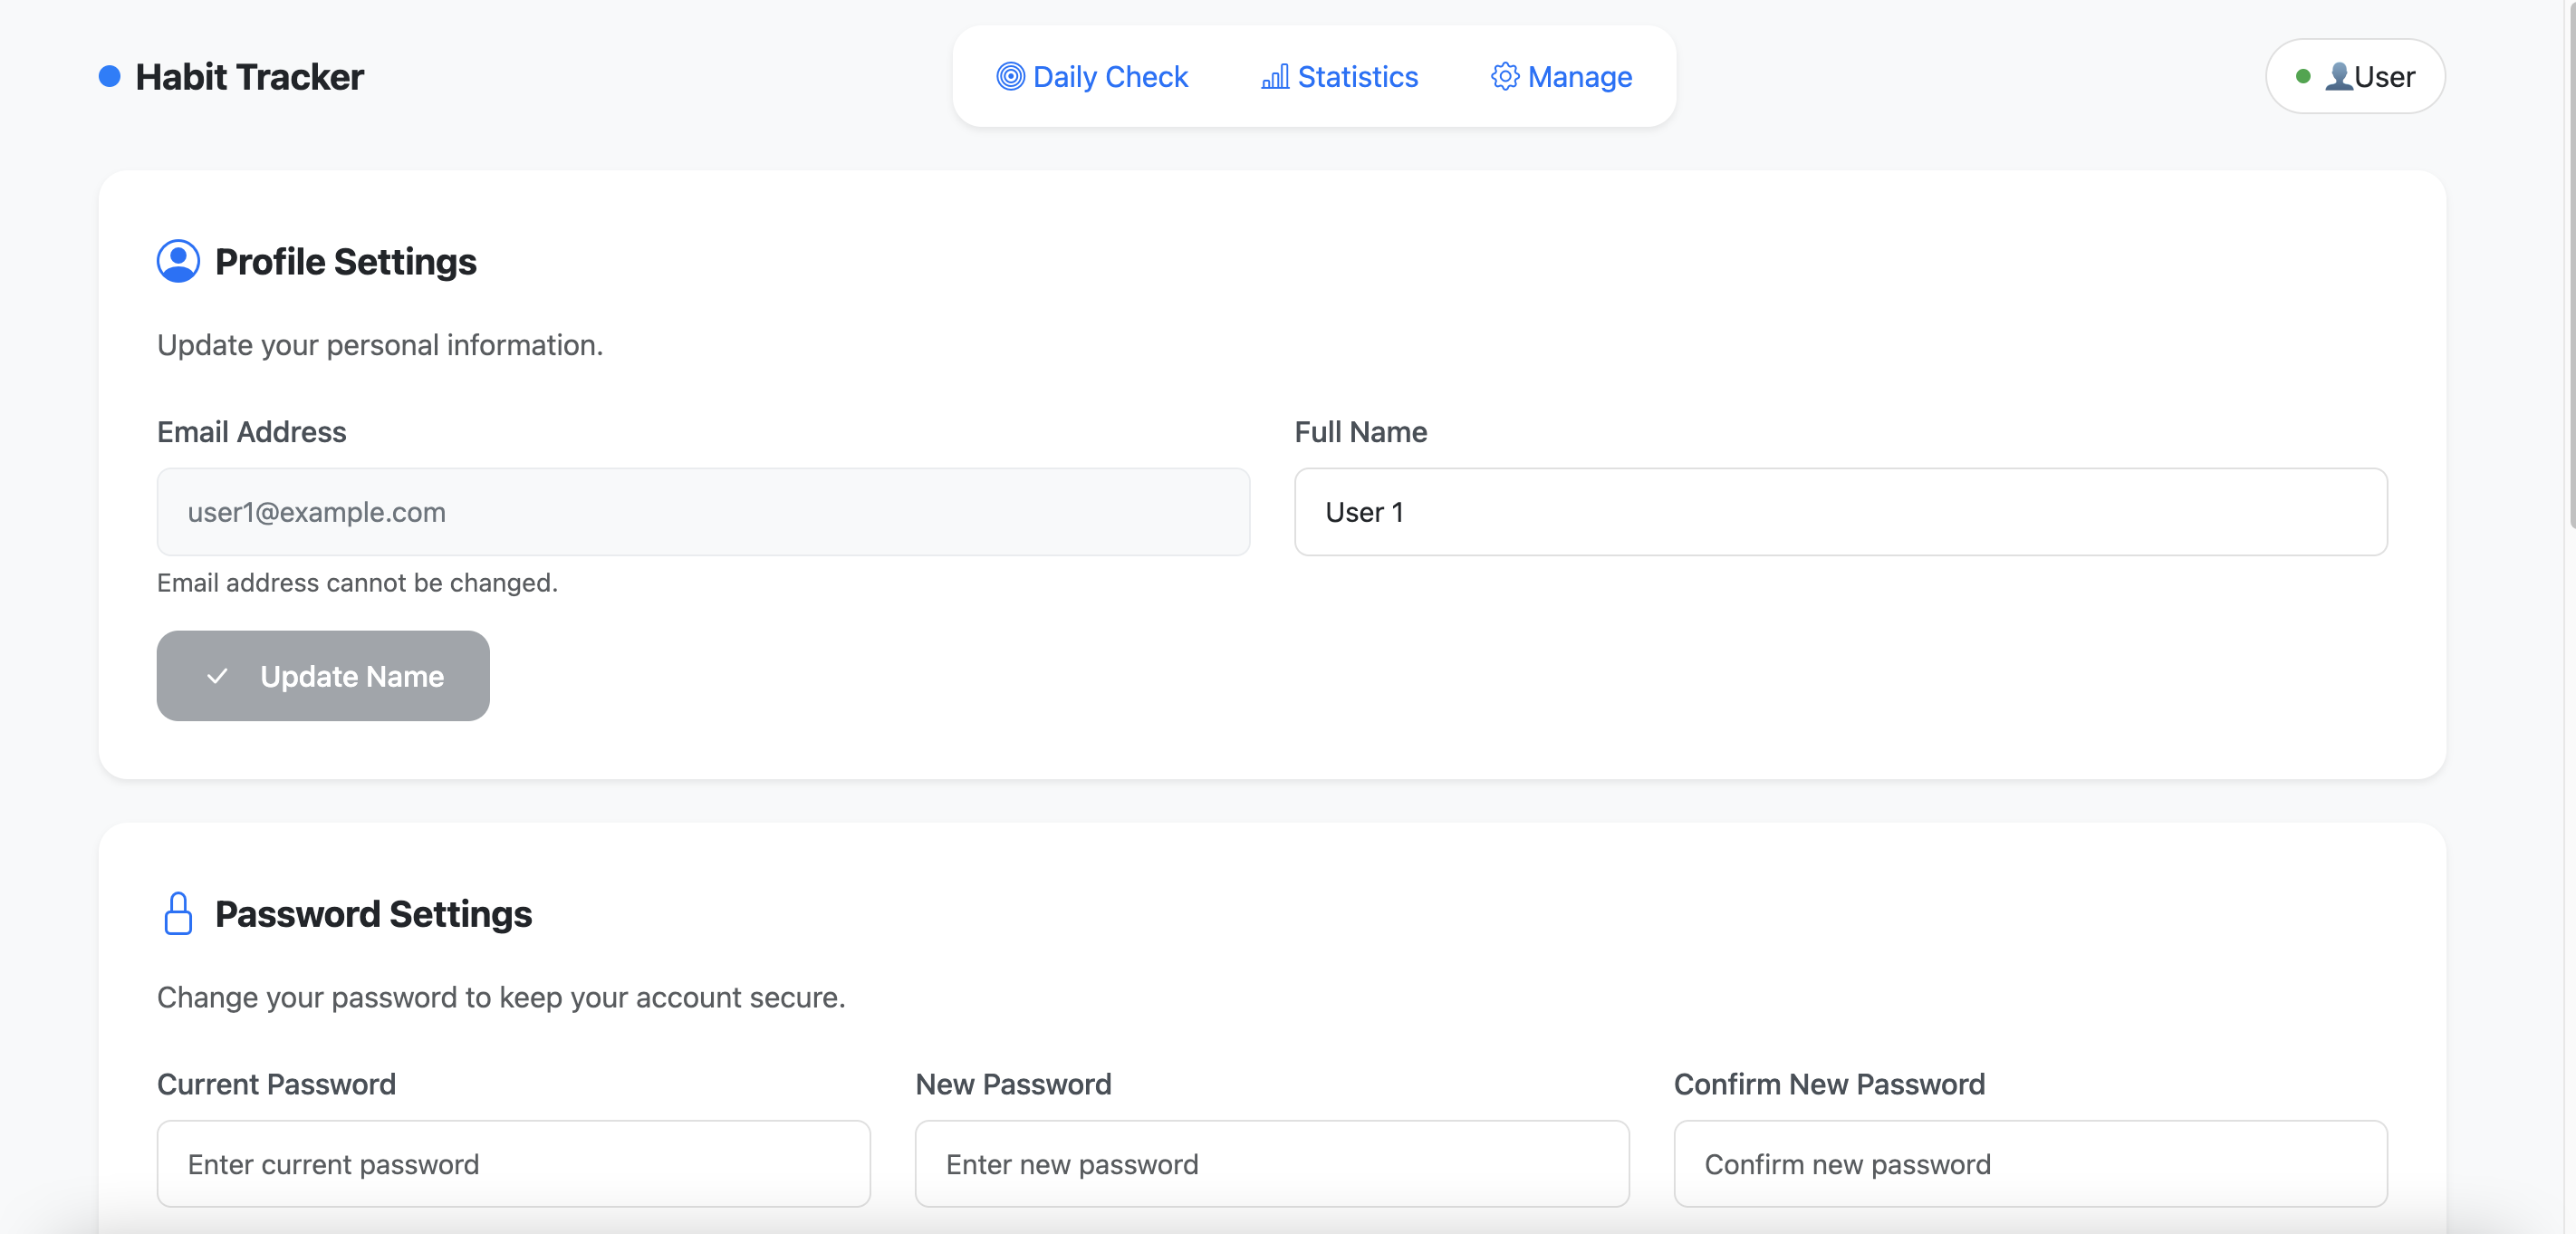 Habit Tracker
Daily Check
Statistics
Manage
User
Profile Settings
Update your personal information.
Email Address
Full Name
user1@example.com
User 1
Email address cannot be changed.
Update Name
Password Settings
Change your password to keep your account secure.
Current Password
New Password
Confirm New Password
Enter current password
Enter new password
Confirm new password